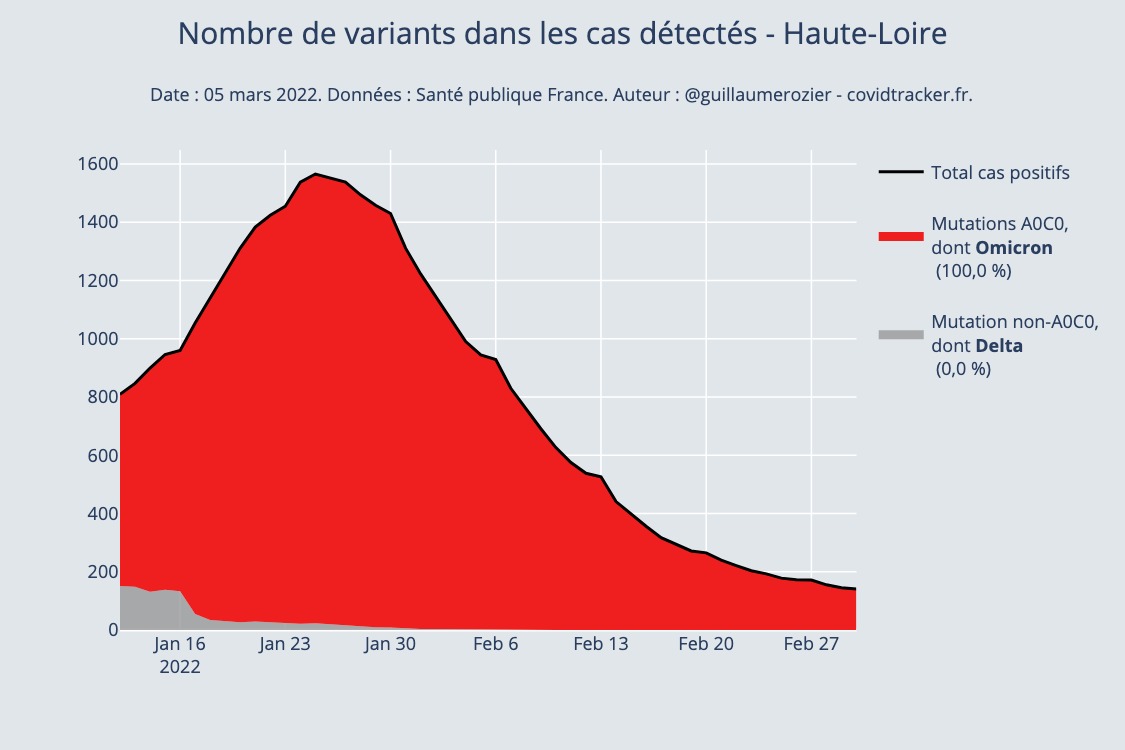 Nombre de variants dans les cas détectés - Haute-Loire
Date : 05 mars 2022. Données : Santé publique France. Auteur : @guillaumerozier - covidtracker.fr.
1600
1400
1200
1000
800
600
400
200
0
Jan 16
2022
Jan 23
Jan 30
Feb 6
Feb 13
Feb 20
Feb 27
Total cas positifs
Mutations A0C0,
dont Omicron
(100,0 %)
Mutation non-A0C0,
dont Delta
(0,0 %)